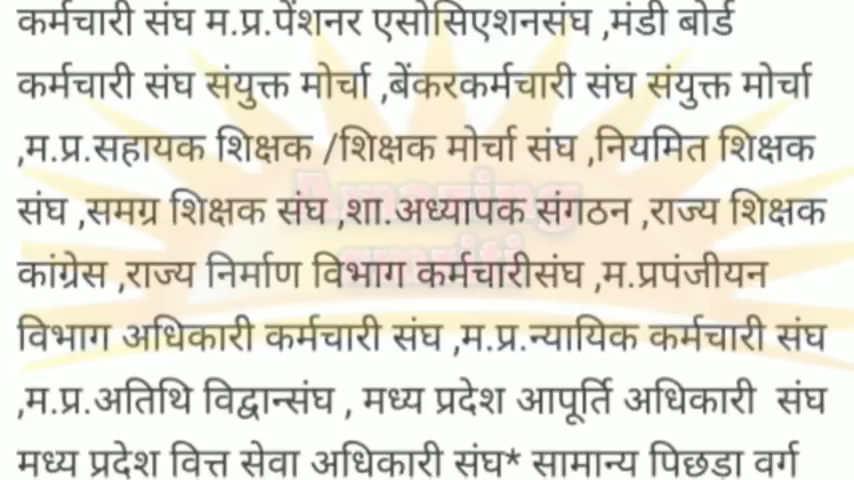 कर्मचारी संघ म.प्र.पेंशनर एसोसिएशनसंघ ,मंडी बोर्ड
कर्मचारी संघ संयुक्त मोर्चा ,बेंकरकर्मचारी संघ संयुक्त मोर्चा
,म.प्र.सहायक शिक्षक /शिक्षक मोर्चा संघ ,नियमित शिक्षक
संघ ,समग्र शिक्षक संघ ,शा.अध्यापक संगठन ,राज्य शिक्षक
कांग्रेस ,राज्य निर्माण विभाग कर्मचारीसंघ ,म.प्रपंजीयन
विभाग अधिकारी कर्मचारी संघ ,म.प्र.न्यायिक कर्मचारी संघ
,म.प्र.अतिथि विद्वान्संघ , मध्य प्रदेश आपूर्ति अधिकारी  संघ
मध्य प्रदेश वित्त सेवा अधिकारी संघ* सामान्य पिछडा वर्ग
Amazing